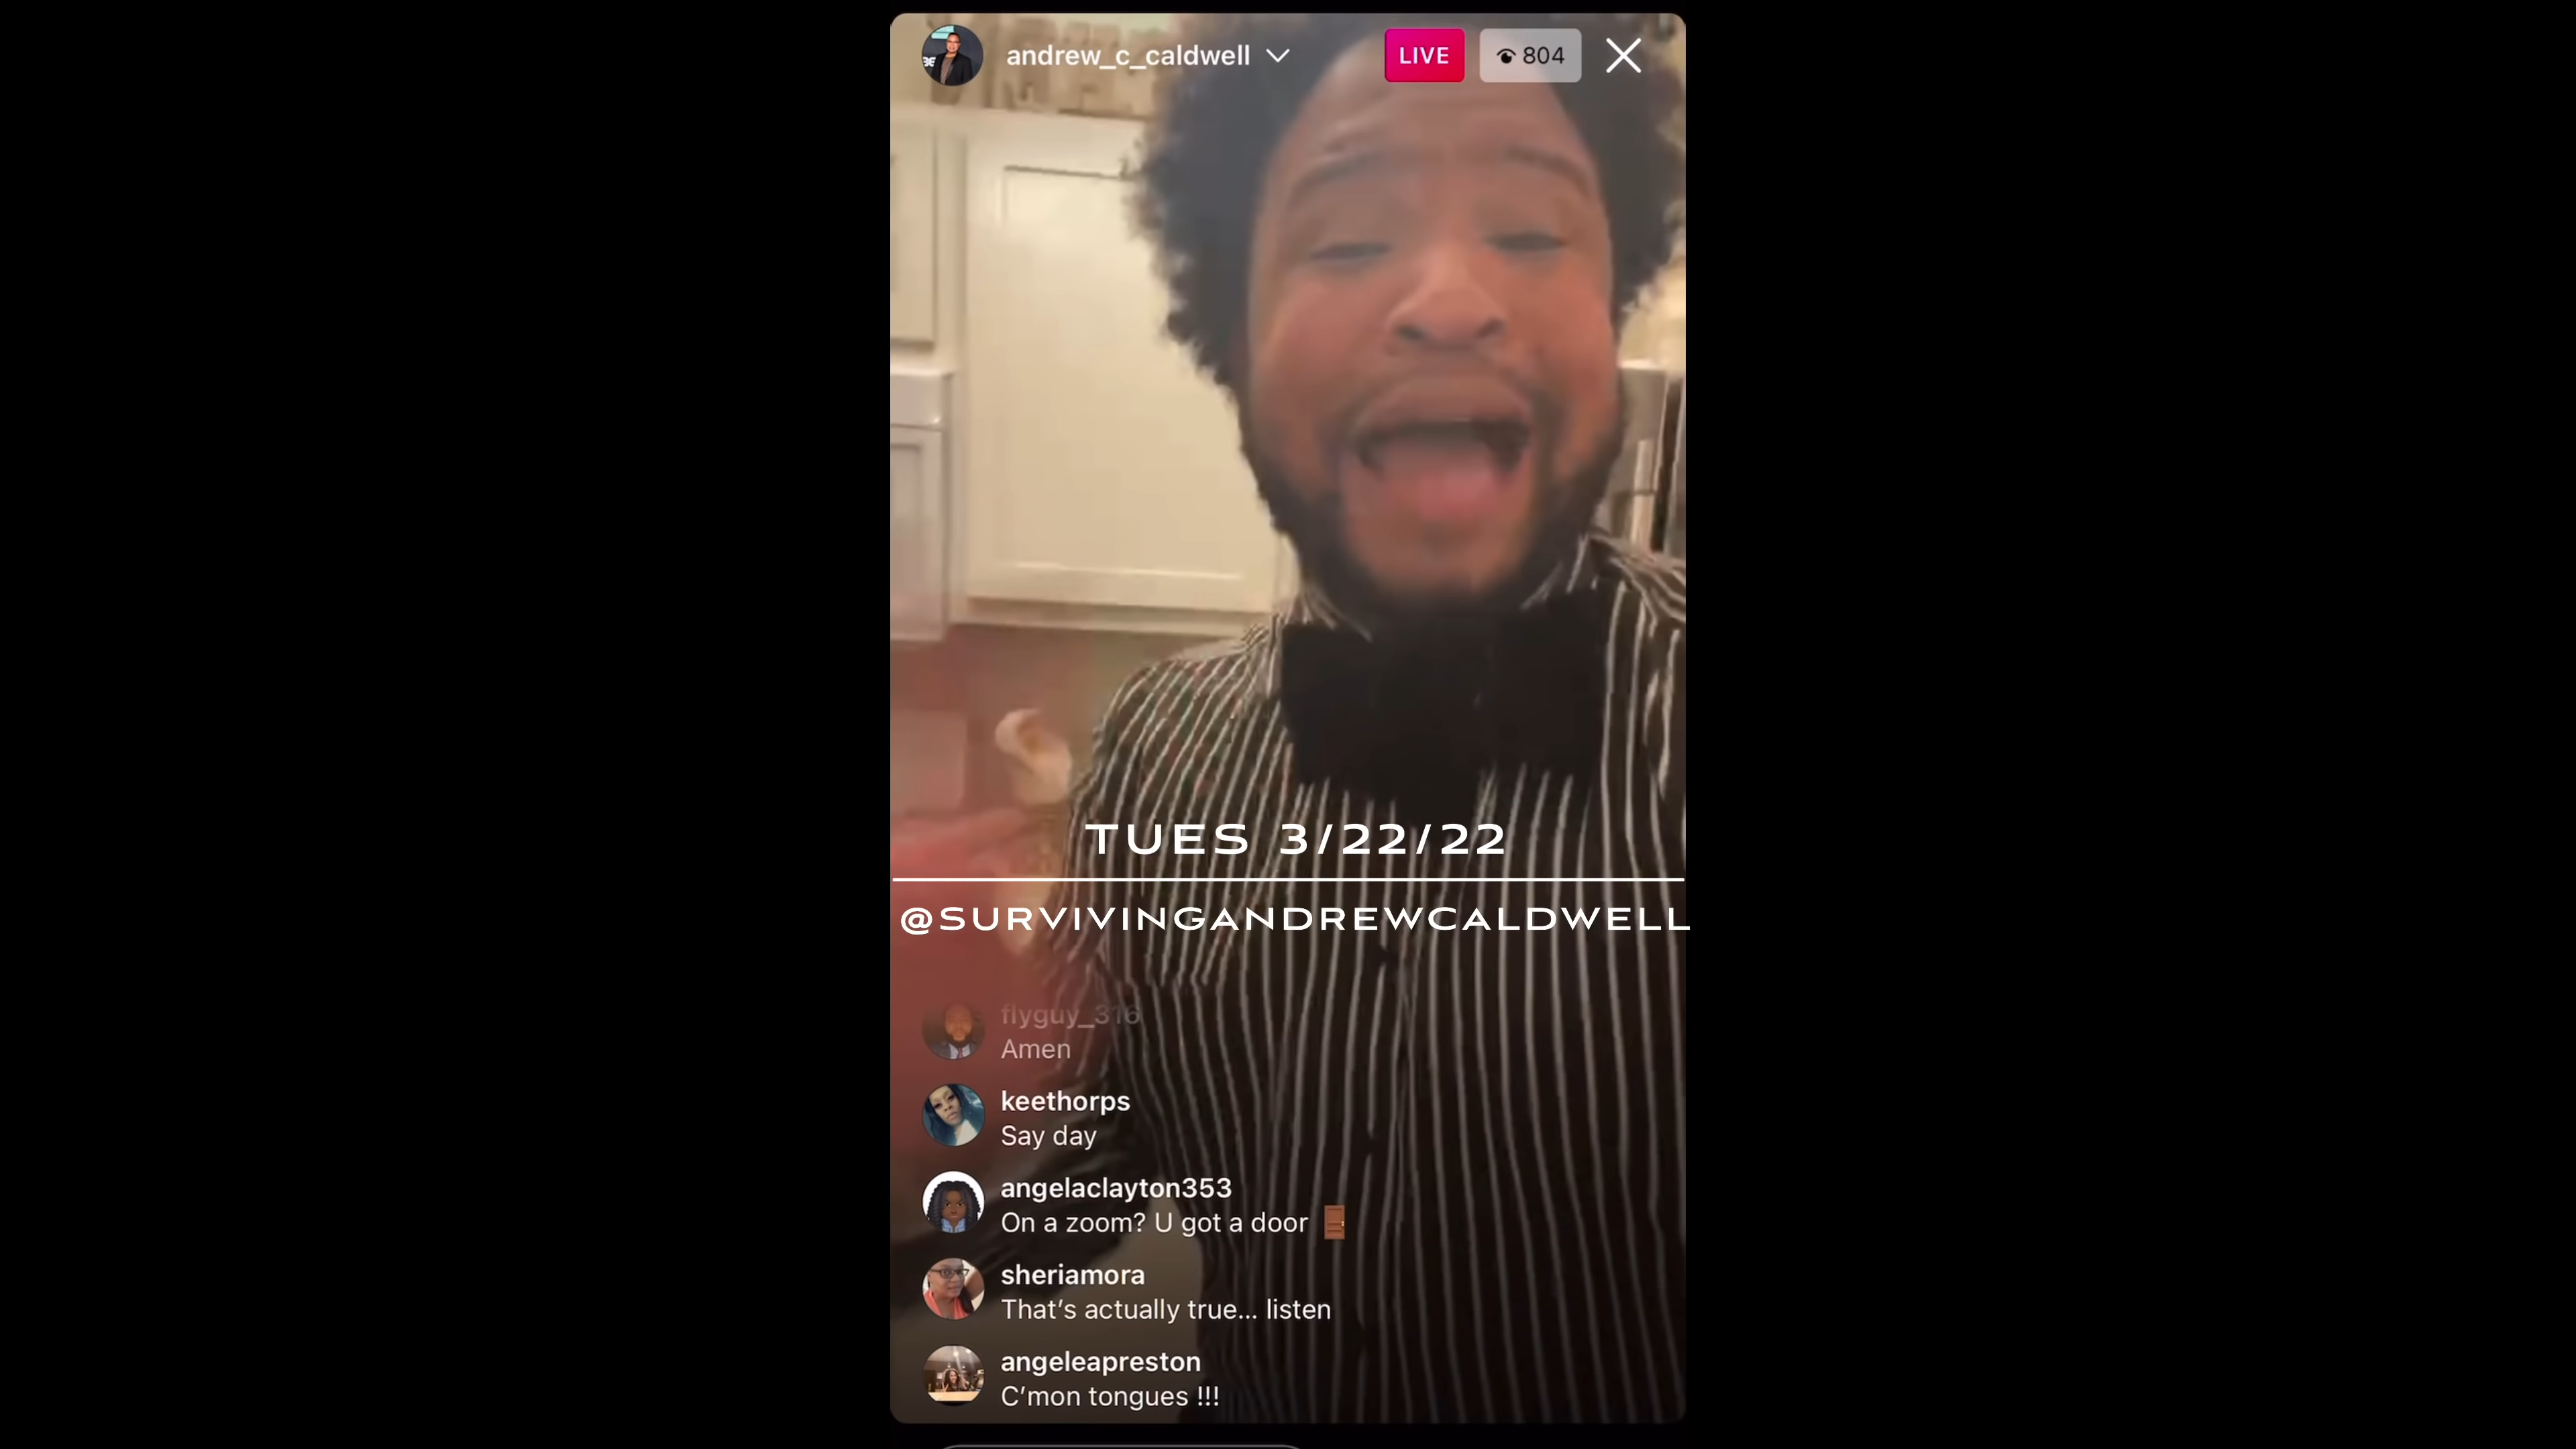 andrew_c_caldwell
LIVE
804
TUES 3/22/22
@SURVIVINGANDREWCALDWELL
flyguy_316
Amen
keethorps
Say day
angelaclayton353
On a zoom? U got a door 🚪
sheriamora
That's actually true... listen
angeleapreston
C'mon tongues !!!